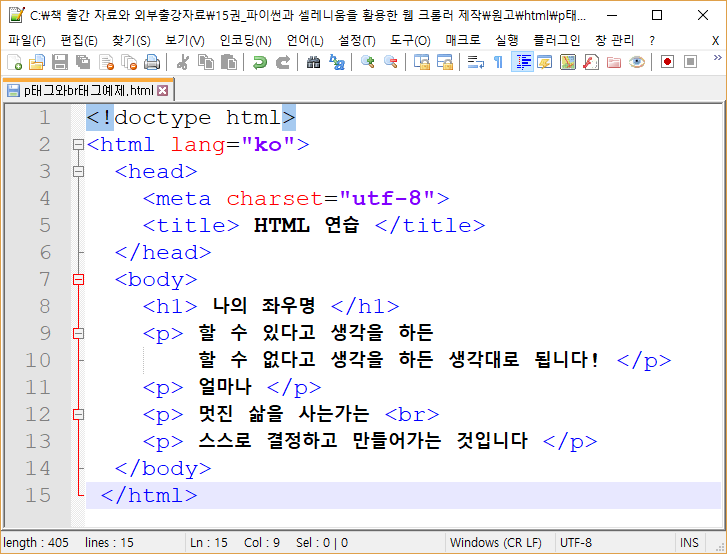 C:\책 출간 자료와 외부출강자료\15권_파이썬과 셀레니움을 활용한 웹 크롤러 제작\원고\html\p태...
파일(F) 편집(E) 찾기(S) 보기(V) 인코딩(N) 언어(L) 설정(T) 도구(O) 매크로 실행 플러그인 창 관리 ? X
p태그와br태그예제.html
1 <!doctype html>
2 <html lang="ko">
3 <head>
4 <meta charset="utf-8">
5 <title> HTML 연습 </title>
6 </head>
7 <body>
8 <h1> 나의 좌우명 </h1>
9 <p> 할 수 있다고 생각을 하든
10 할 수 없다고 생각을 하든 생각대로 됩니다! </p>
11 <p> 얼마나 </p>
12 <p> 멋진 삶을 사는가는 <br>
13 <p> 스스로 결정하고 만들어가는 것입니다 </p>
14 </body>
15 </html>
length : 405 lines : 15 Ln : 15 Col : 9 Sel : 0 | 0 Windows (CR LF) UTF-8 INS